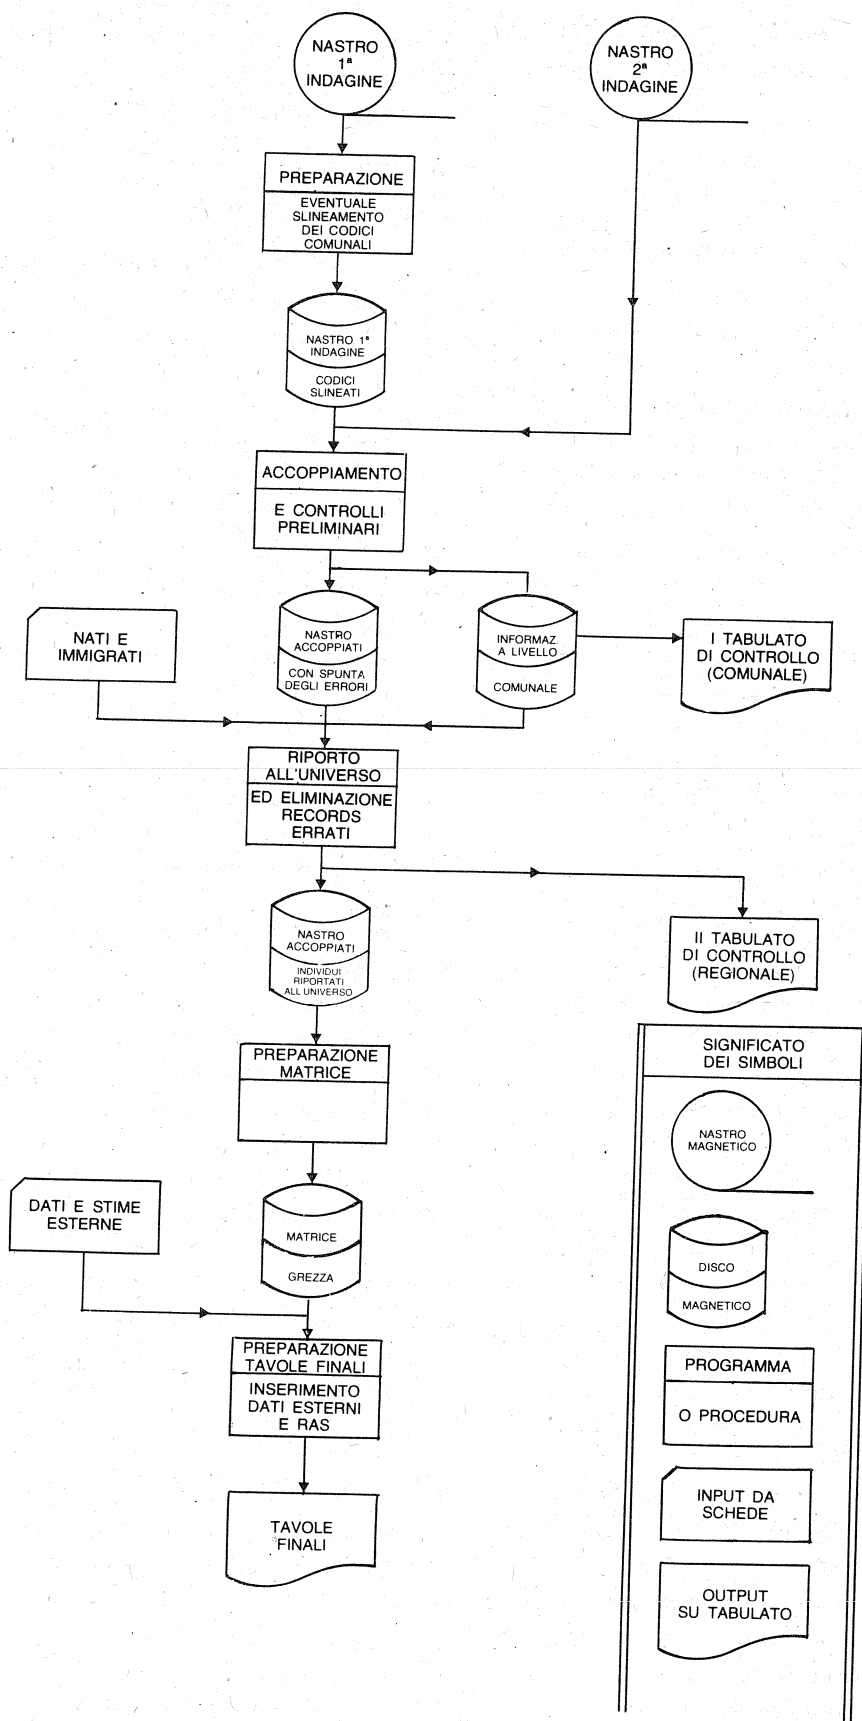 NASTRO
1ª
INDAGINE
NASTRO
2ª
INDAGINE
PREPARAZIONE
EVENTUALE
SLINEAMENTO
DEI CODICI
COMUNALI
NASTRO 1ª
INDAGINE
CODICI
SLINEATI
ACCOPPIAMENTO
E CONTROLLI
PRELIMINARI
NATI E
IMMIGRATI
NASTRO
ACCOPPIATI
CON SPUNTA
DEGLI ERRORI
INFORMAZ.
A LIVELLO
COMUNALE
I TABULATO
DI CONTROLLO
(COMUNALE)
RIPORTO
ALL'UNIVERSO
ED ELIMINAZIONE
RECORDS
ERRATI
NASTRO
ACCOPPIATI
INDIVIDUI
RIPORTATI
ALL UNIVERSO
II TABULATO
DI CONTROLLO
(REGIONALE)
PREPARAZIONE
MATRICE
DATI E STIME
ESTERNE
MATRICE
GREZZA
PREPARAZIONE
TAVOLE FINALI
INSERIMENTO
DATI ESTERNI
E RAS
TAVOLE
FINALI
SIGNIFICATO
DEI SIMBOLI
NASTRO
MAGNETICO
DISCO
MAGNETICO
PROGRAMMA
O PROCEDURA
INPUT DA
SCHEDE
OUTPUT
SU TABULATO